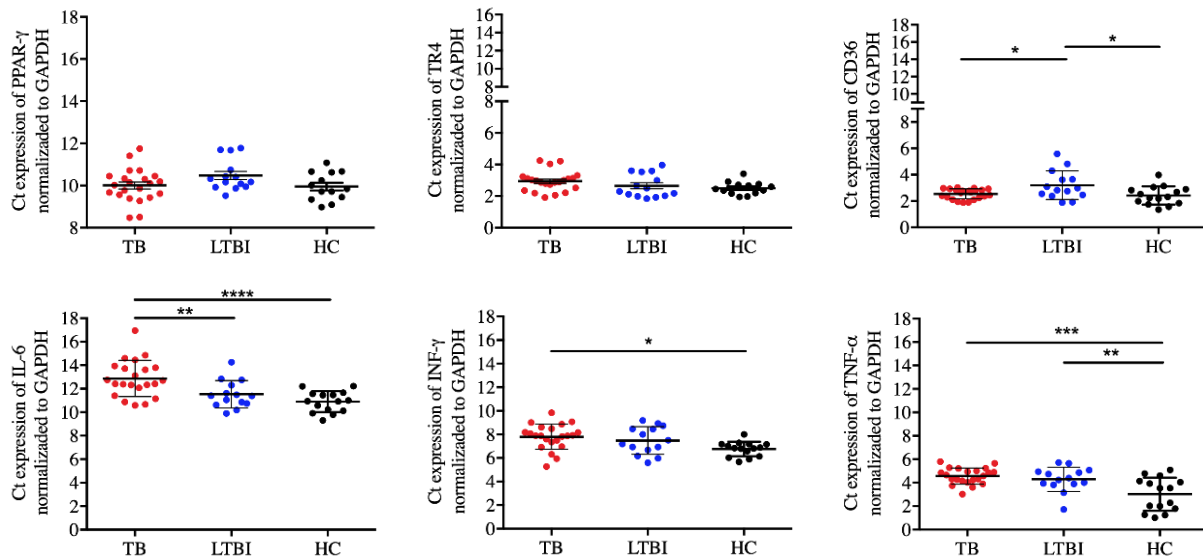 Ct expression of PPAR-γ
normalizaded to GAPDH
18
16
14
12
10
8
TB
LTBI
HC
Ct expression of TR4
normalizaded to GAPDH
16
14
12
10
8
8
6
4
2
0
TB
LTBI
HC
Ct expression of CD36
normalizaded to GAPDH
18
16
14
12
10
8
8
6
4
2
0
*
*
TB
LTBI
HC
Ct expression of IL-6
normalizaded to GAPDH
18
16
14
12
10
8
6
4
2
0
****
**
TB
LTBI
HC
Ct expression of INF-γ
normalizaded to GAPDH
18
16
14
12
10
8
6
4
2
0
*
TB
LTBI
HC
Ct expression of TNF-α
normalizaded to GAPDH
18
16
14
12
10
8
6
4
2
0
***
**
TB
LTBI
HC